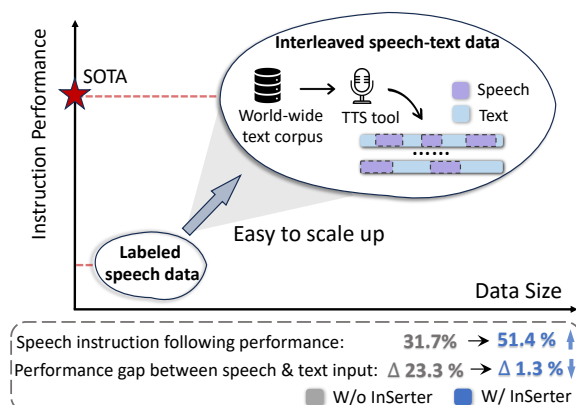 Instruction Performance
SOTA
Interleaved speech-text data
World-wide
text corpus
TTS tool
Speech
Text
......
Labeled
speech data
Easy to scale up
Data Size
Speech instruction following performance: 31.7% → 51.4 %
Performance gap between speech & text input: Δ 23.3 % → Δ 1.3 %
W/o InSerter W/ InSerter